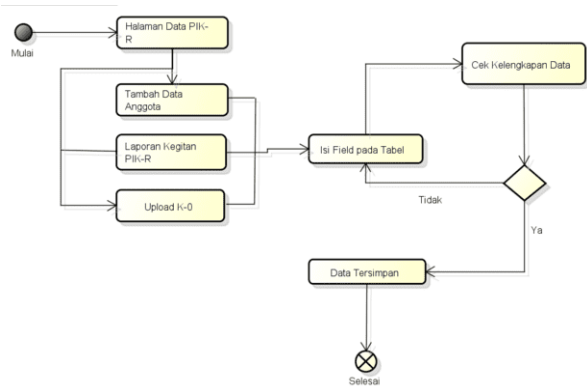 Mulai
Halaman Data PIK-
R
Tambah Data
Anggota
Laporan Kegitan
PIK-R
Upload K-0
Isi Field pada Tabel
Cek Kelengkapan Data
Tidak
Ya
Data Tersimpan
Selesai